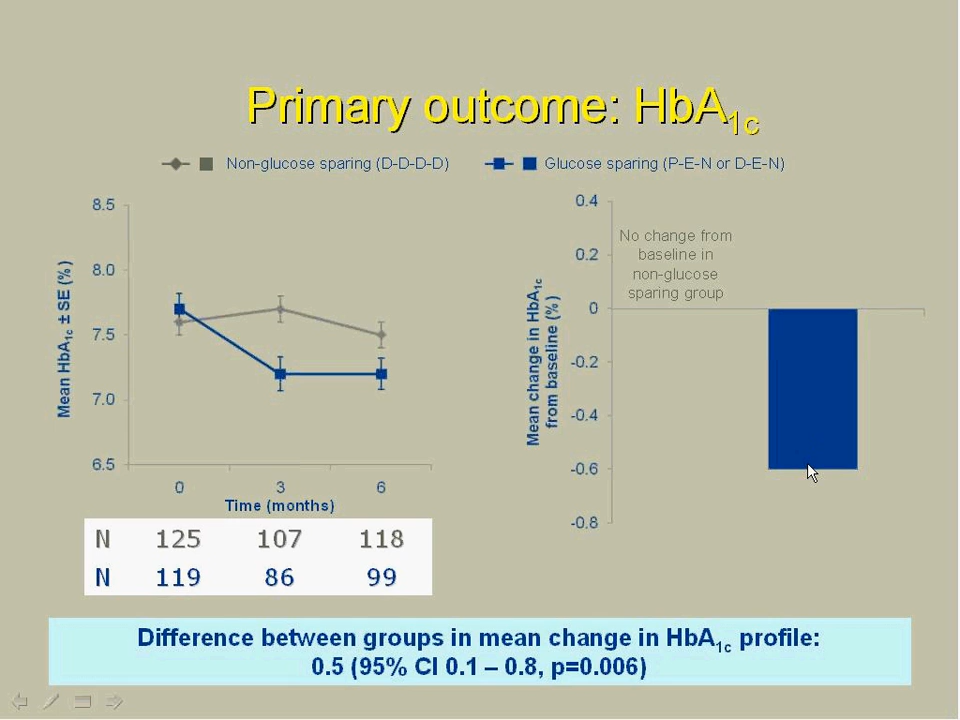 Primary outcome: HbA1c
Non-glucose sparing (D-D-D-D) Glucose sparing (P-E-N or D-E-N)
Mean HbA1c ± SE (%)
8.5
8.0
7.5
7.0
6.5
0 3 6
Time (months)
N 125 107 118
N 119 86 99
Mean change in HbA1c
from baseline (%)
0.4
0.2
0
-0.2
-0.4
-0.6
-0.8
No change from
baseline in
non-glucose
sparing group
Difference between groups in mean change in HbA1c profile:
0.5 (95% CI 0.1 – 0.8, p=0.006)